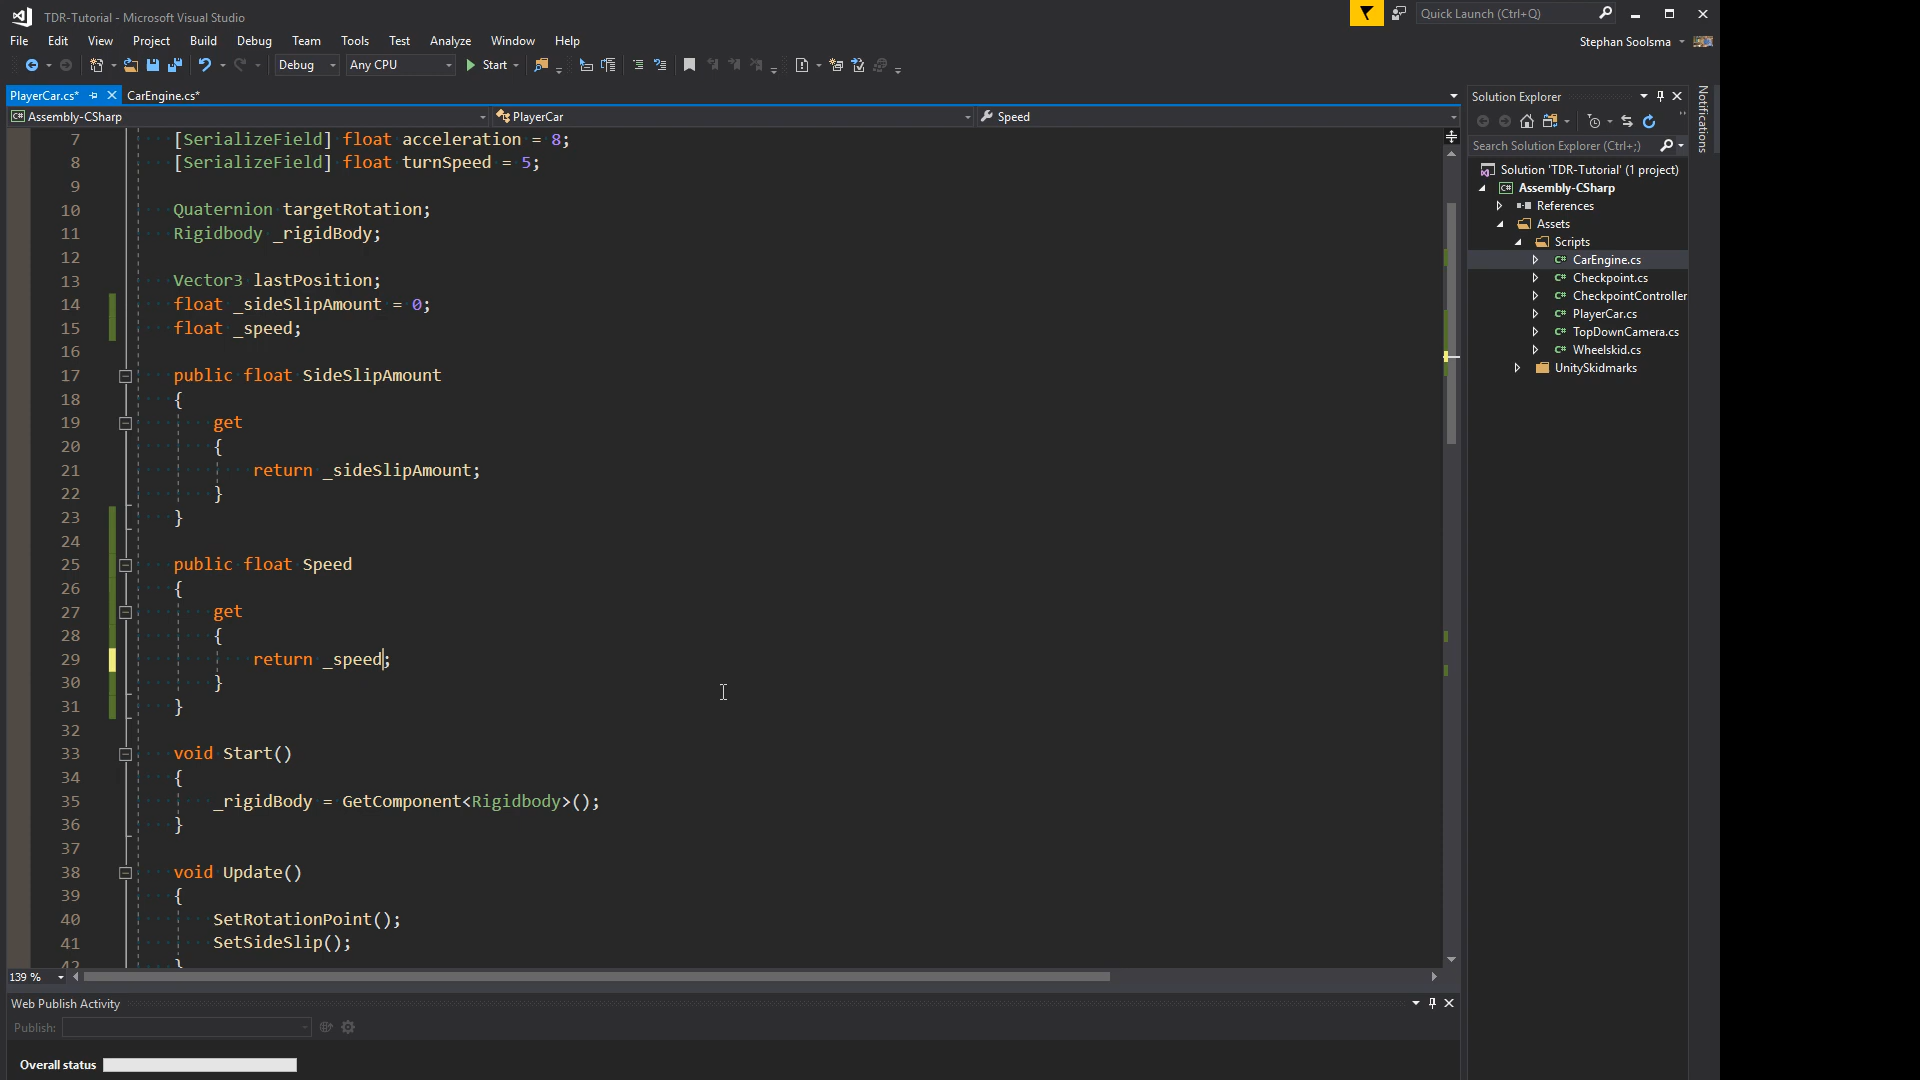 TDR-Tutorial - Microsoft Visual Studio
Quick Launch (Ctrl+Q)
File Edit View Project Build Debug Team Tools Test Analyze Window Help
Stephan Soolsma
Debug Any CPU Start
PlayerCar.cs* CarEngine.cs*
Assembly-CSharp PlayerCar Speed
7 [SerializeField] float acceleration = 8;
8 [SerializeField] float turnSpeed = 5;
9
10 Quaternion targetRotation;
11 Rigidbody _rigidBody;
12
13 Vector3 lastPosition;
14 float _sideSlipAmount = 0;
15 float _speed;
16
17 public float SideSlipAmount
18 {
19 get
20 {
21 return _sideSlipAmount;
22 }
23 }
24
25 public float Speed
26 {
27 get
28 {
29 return _speed;
30 }
31 }
32
33 void Start()
34 {
35 _rigidBody = GetComponent<Rigidbody>();
36 }
37
38 void Update()
39 {
40 SetRotationPoint();
41 SetSideSlip();
42 }
139 %
Web Publish Activity
Publish:
Overall status
Solution Explorer
Search Solution Explorer (Ctrl+;)
Solution 'TDR-Tutorial' (1 project)
Assembly-CSharp
References
Assets
Scripts
CarEngine.cs
Checkpoint.cs
CheckpointController
PlayerCar.cs
TopDownCamera.cs
Wheelskid.cs
UnitySkidmarks
Notifications